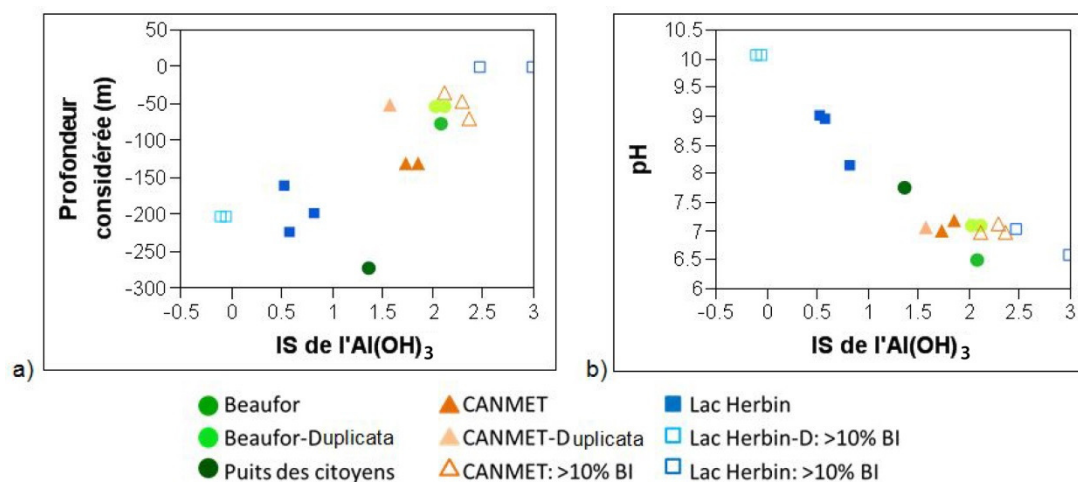 50
0
-50
-100
-150
-200
-250
-300
Profondeur
considérée (m)
-0.5 0 0.5 1 1.5 2 2.5 3
IS de l'Al(OH)3
a)
10.5
10
9.5
9
8.5
8
7.5
7
6.5
6
pH
-0.5 0 0.5 1 1.5 2 2.5 3
IS de l'Al(OH)3
b)
Beaufor
CANMET
Lac Herbin
Beaufor-Duplicata
CANMET-Duplicata
Lac Herbin-D: >10% BI
Puits des citoyens
CANMET: >10% BI
Lac Herbin: >10% BI